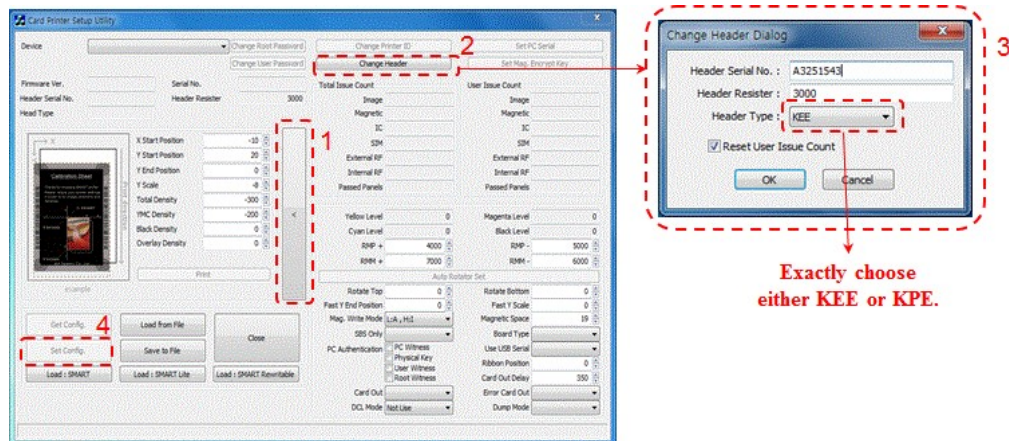 Card Printer Setup Utility
Device
Change Root Password
Change Printer ID
Set PC Serial
Change User Password
Change Header
Set Mag. Encrypt Key
2
Firmware Ver.
Serial No.
Header Serial No.
Header Resister
3000
Head Type
Total Issue Count
User Issue Count
Image
Image
Magnetic
Magnetic
IC
IC
SIM
SIM
External RF
External RF
Internal RF
Internal RF
Passed Panels
Passed Panels
X
Calibration Sheet
example
X Start Position
-10
Y Start Position
20
Y End Position
0
Y Scale
-8
Total Density
-300
YMC Density
-200
Black Density
0
Overlay Density
0
Print
<
1
Yellow Level
0
Magenta Level
0
Cyan Level
0
Black Level
0
RMP +
4000
RMP -
5000
RMH +
7000
RMH -
6000
Auto Rotator Set
Rotate Top
0
Rotate Bottom
0
Fast Y End Position
0
Fast Y Scale
0
Mag. Write Mode
L:A , H:I
Magnetic Space
19
SBS Only
Board Type
PC Authentication
PC Witness
Physical Key
User Witness
Root Witness
Use USB Serial
Ribbon Position
0
Card Out Delay
350
Card Out
Error Card Out
DCL Mode
Not Use
Dump Mode
Get Config.
4
Load from File
Close
Set Config.
Save to File
Load : SMART
Load : SMART Lite
Load : SMART Rewritable
3
Change Header Dialog
Header Serial No. :
A3251543
Header Resister :
3000
Header Type :
KEE
Reset User Issue Count
OK
Cancel
Exactly choose
either KEE or KPE.